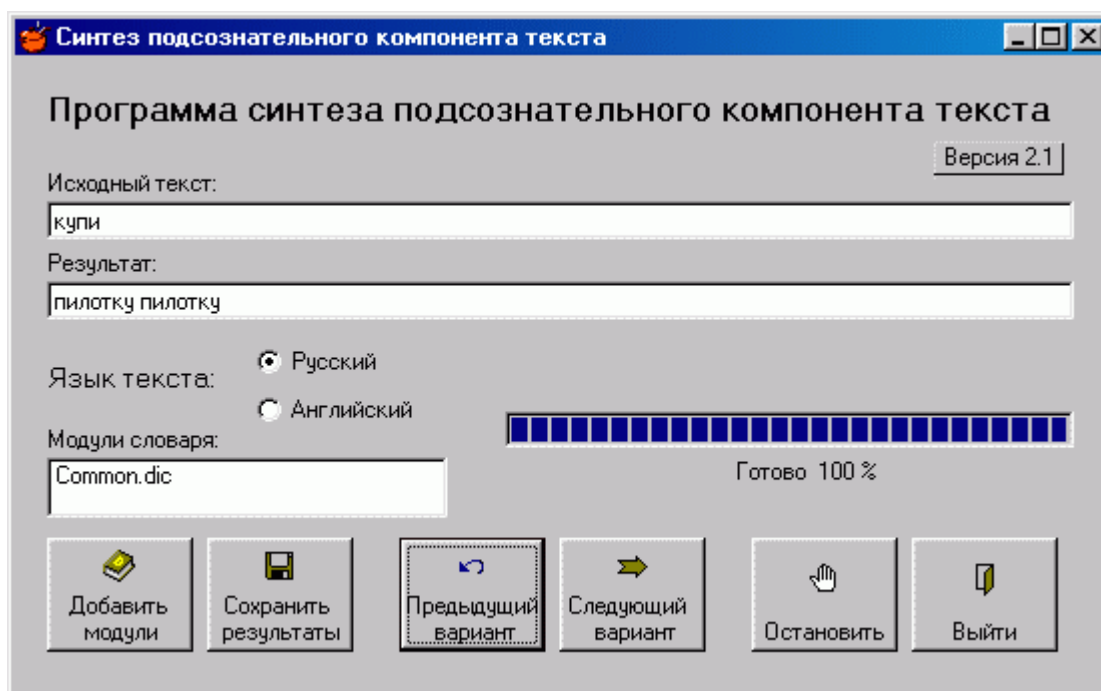 Синтез подсознательного компонента текста
Программа синтеза подсознательного компонента текста
Версия 2.1
Исходный текст:
купи
Результат:
пилотку пилотку
Язык текста:
Русский
Английский
Модули словаря:
Common.dic
Готово 100 %
Добавить
модули
Сохранить
результаты
Предыдущий
вариант
Следующий
вариант
Остановить
Выйти